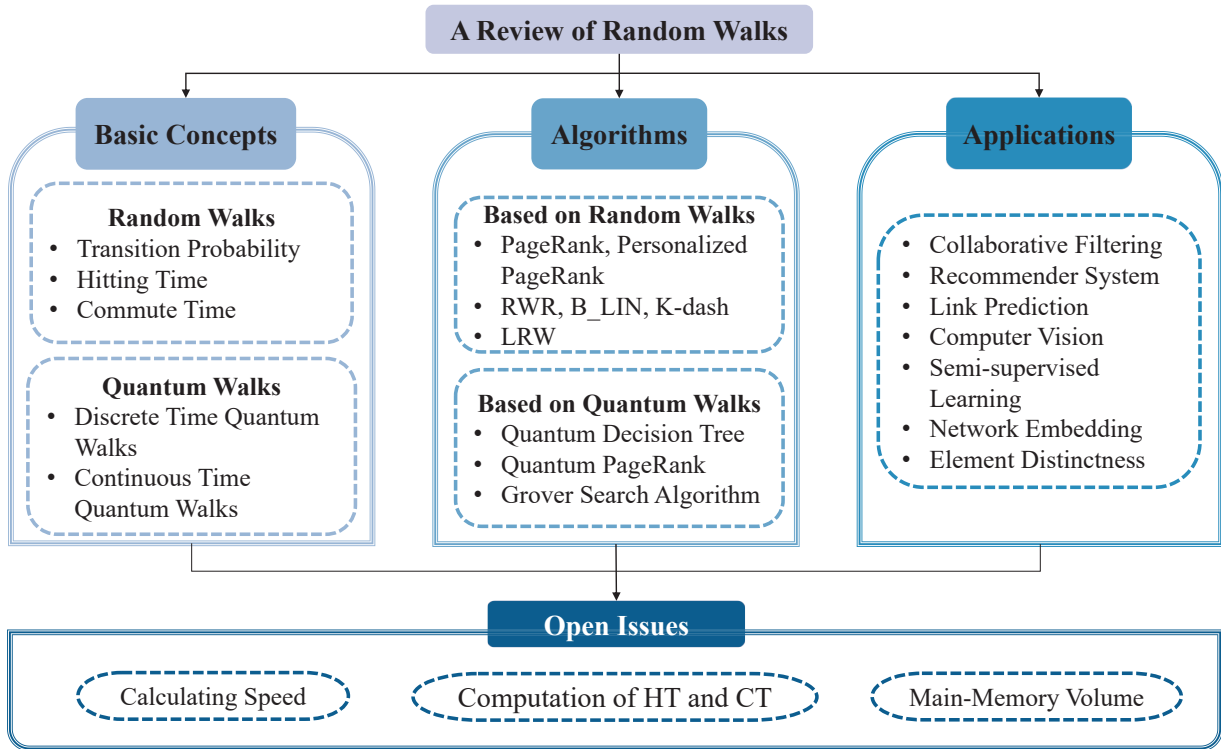 A Review of Random Walks
Basic Concepts
Random Walks
• Transition Probability
• Hitting Time
• Commute Time
Quantum Walks
• Discrete Time Quantum
Walks
• Continuous Time
Quantum Walks
Algorithms
Based on Random Walks
• PageRank, Personalized
PageRank
• RWR, B_LIN, K-dash
• LRW
Based on Quantum Walks
• Quantum Decision Tree
• Quantum PageRank
• Grover Search Algorithm
Applications
• Collaborative Filtering
• Recommender System
• Link Prediction
• Computer Vision
• Semi-supervised
Learning
• Network Embedding
• Element Distinctness
Open Issues
Calculating Speed
Computation of HT and CT
Main-Memory Volume